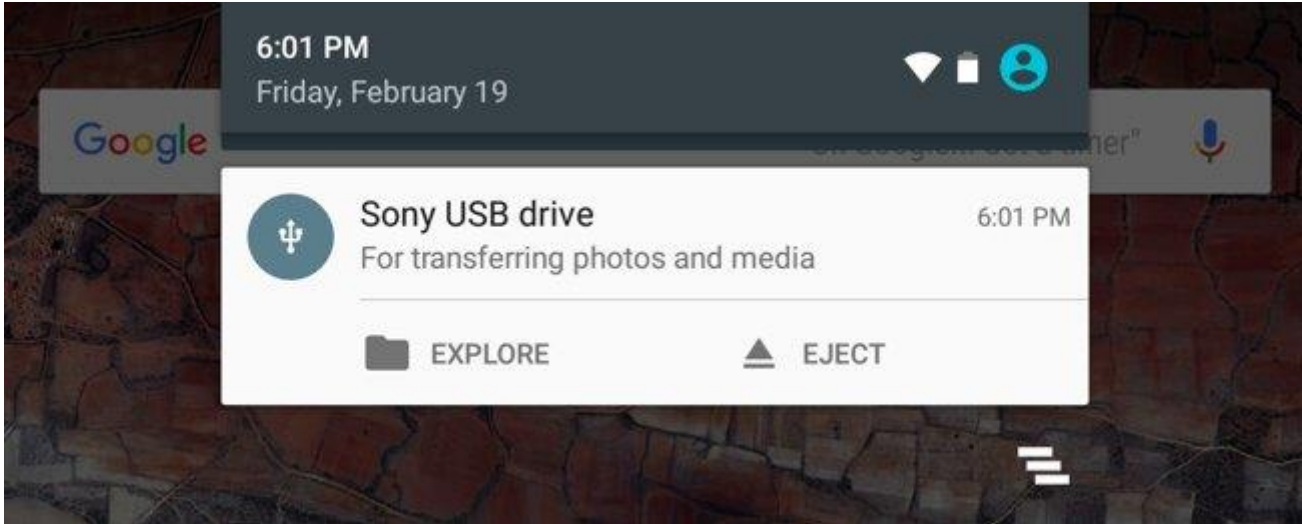 6:01 PM
Friday, February 19
Google
Sony USB drive
6:01 PM
For transferring photos and media
EXPLORE
EJECT